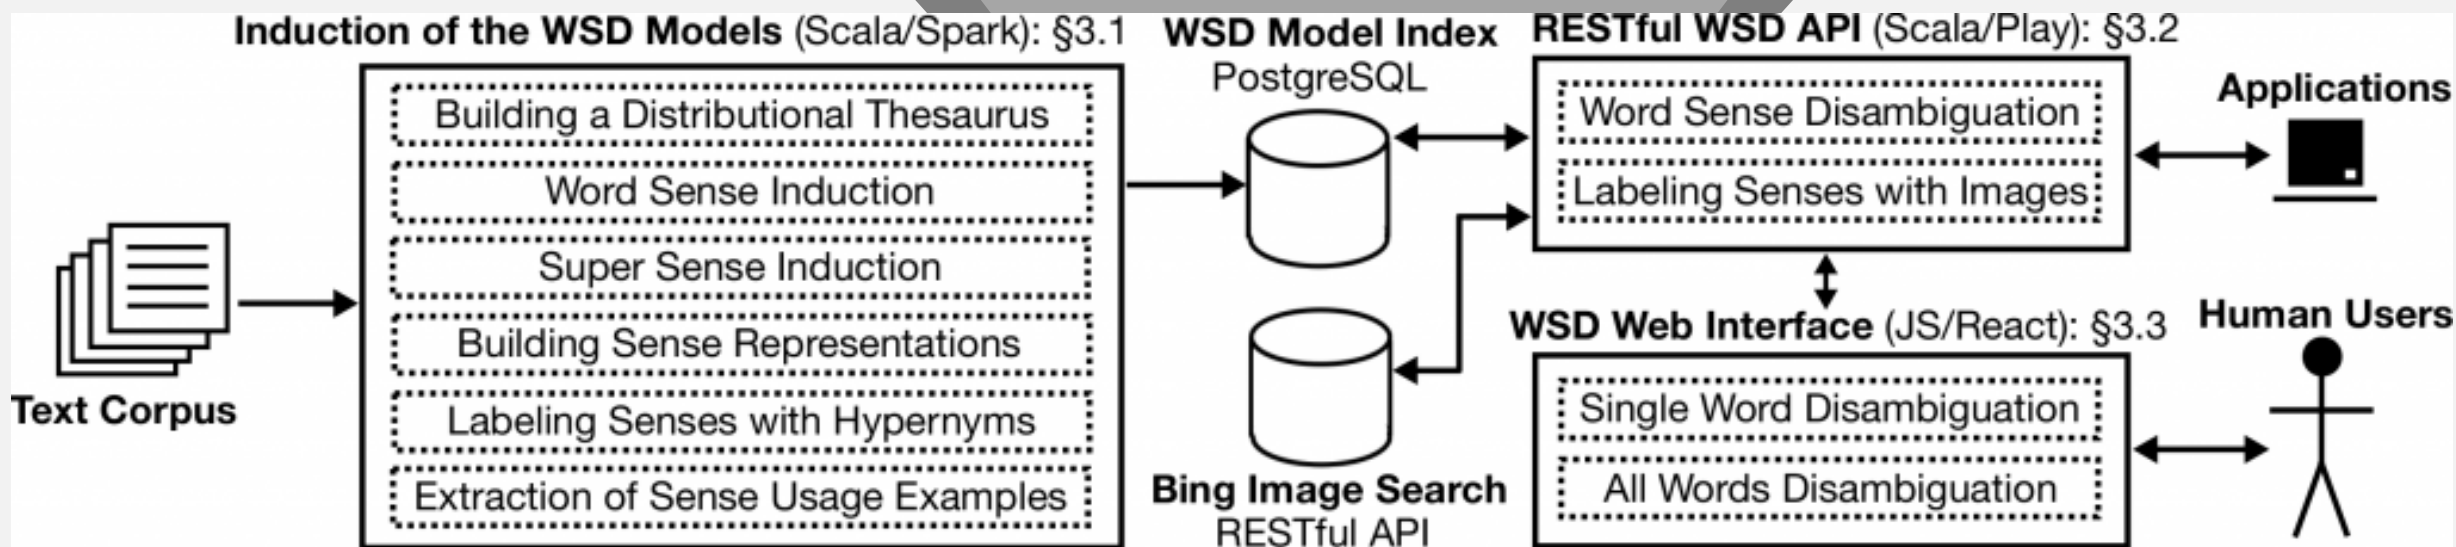 Induction of the WSD Models (Scala/Spark): §3.1
Building a Distributional Thesaurus
Word Sense Induction
Super Sense Induction
Building Sense Representations
Labeling Senses with Hypernyms
Extraction of Sense Usage Examples
Text Corpus
WSD Model Index
PostgreSQL
Bing Image Search
RESTful API
RESTful WSD API (Scala/Play): §3.2
Word Sense Disambiguation
Labeling Senses with Images
Applications
WSD Web Interface (JS/React): §3.3
Single Word Disambiguation
All Words Disambiguation
Human Users